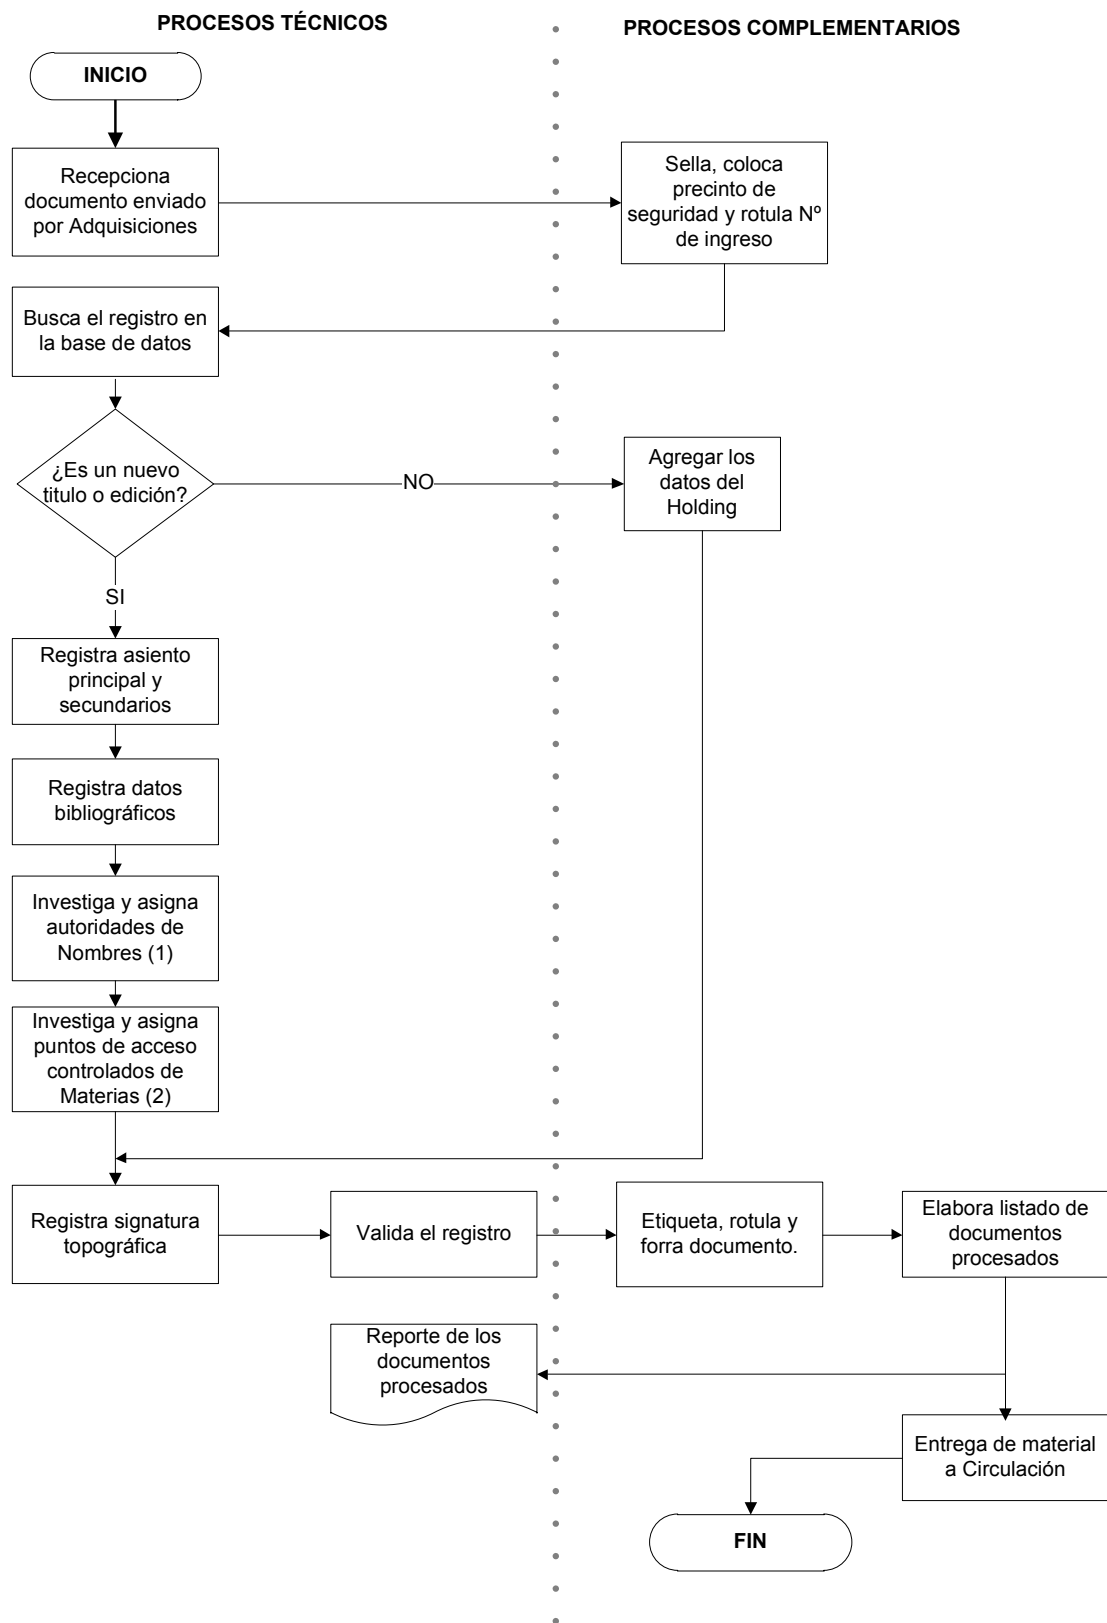 PROCESOS TÉCNICOS
PROCESOS COMPLEMENTARIOS
INICIO
Recepciona
documento enviado
por Adquisiciones
Sella, coloca
precinto de
seguridad y rotula Nº
de ingreso
Busca el registro en
la base de datos
¿Es un nuevo
titulo o edición?
NO
Agregar los
datos del
Holding
SI
Registra asiento
principal y
secundarios
Registra datos
bibliográficos
Investiga y asigna
autoridades de
Nombres (1)
Investiga y asigna
puntos de acceso
controlados de
Materias (2)
Registra signatura
topográfica
Valida el registro
Etiqueta, rotula y
forra documento.
Elabora listado de
documentos
procesados
Reporte de los
documentos
procesados
Entrega de material
a Circulación
FIN